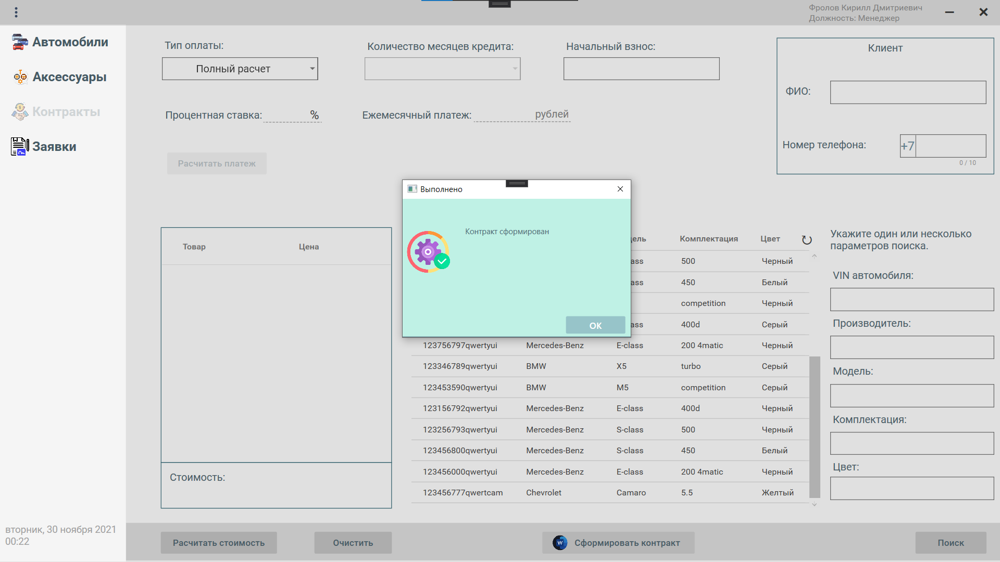 Фролов Кирилл Дмитриевич
Должность: Менеджер
Автомобили
Аксессуары
Контракты
Заявки
вторник, 30 ноября 2021
00:22
Тип оплаты:
Полный расчет
Количество месяцев кредита:
Начальный взнос:
Процентная ставка: %
Ежемесячный платеж: рублей
Расчитать платеж
Клиент
ФИО:
Номер телефона: +7
0 / 10
Выполнено
Контракт сформирован
OK
Товар Цена
Стоимость:
Комплектация Цвет
500 Черный
450 Белый
competition Черный
400d Серый
123756797qwertyui Mercedes-Benz E-class 200 4matic Черный
123346789qwertyui BMW X5 turbo Серый
123453590qwertyui BMW M5 competition Серый
123156792qwertyui Mercedes-Benz E-class 400d Черный
123256793qwertyui Mercedes-Benz S-class 500 Черный
123456800qwertyui Mercedes-Benz S-class 450 Белый
123456000qwertyui Mercedes-Benz E-class 200 4matic Черный
123456777qwertcam Chevrolet Camaro 5.5 Желтый
Укажите один или несколько
параметров поиска.
VIN автомобиля:
Производитель:
Модель:
Комплектация:
Цвет:
Расчитать стоимость
Очистить
W Сформировать контракт
Поиск